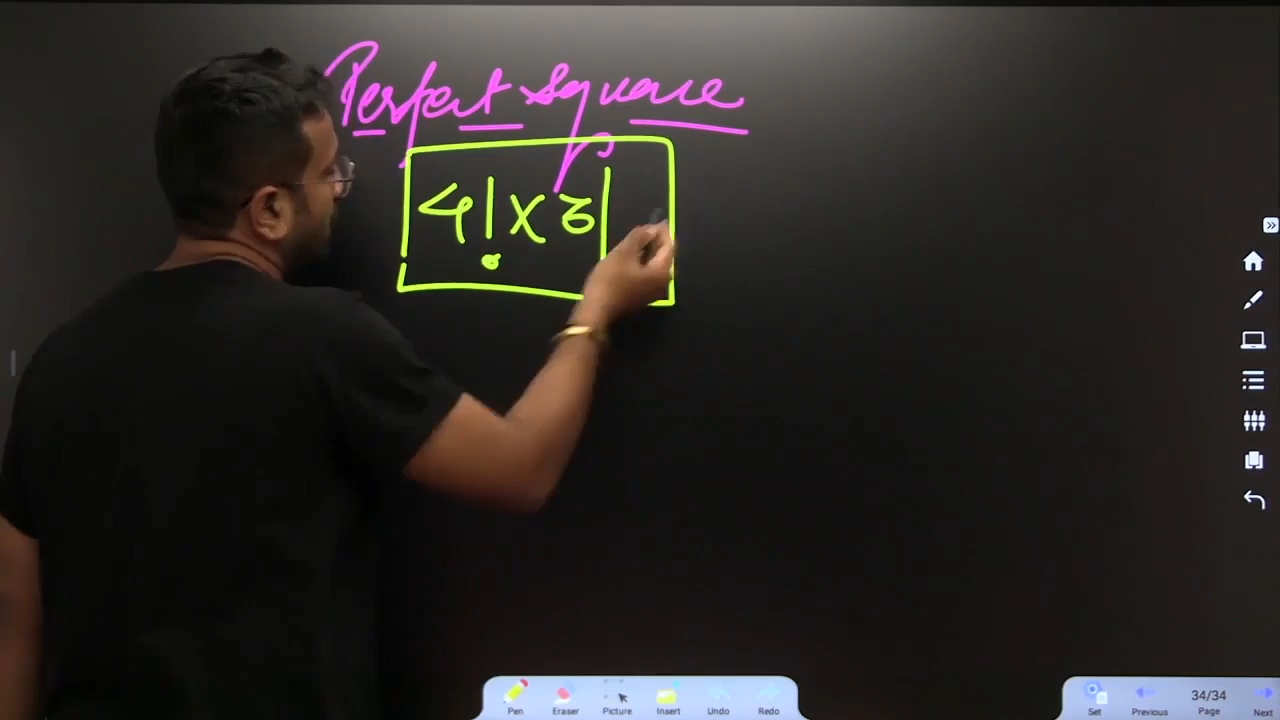 Perfect square
4! × 3!
Pen Eraser Picture Insert Undo Redo
Set Previous 34/34 Page Next